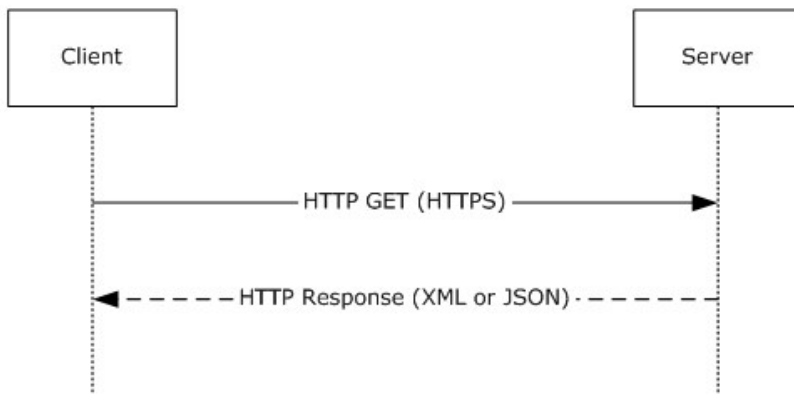 Client
Server
HTTP GET (HTTPS)
HTTP Response (XML or JSON)